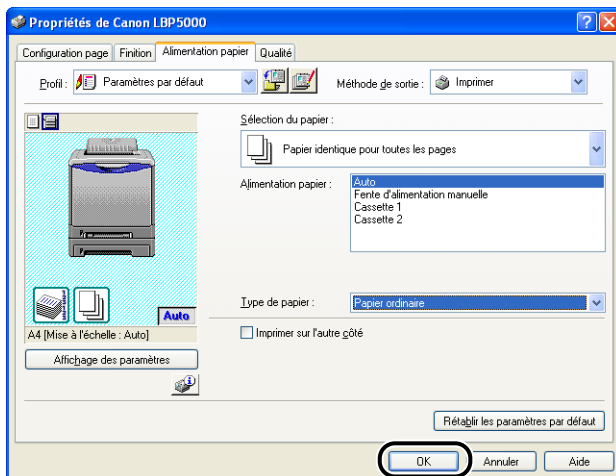 Propriétés de Canon LBP5000
Configuration page Finition Alimentation papier Qualité
Profil : Paramètres par défaut Méthode de sortie : Imprimer
Sélection du papier :
Papier identique pour toutes les pages
Alimentation papier : Auto
Fente d'alimentation manuelle
Cassette 1
Cassette 2
Auto
Type de papier : Papier ordinaire
A4 [Mise à l'échelle : Auto]
Imprimer sur l'autre côté
Affichage des paramètres
Rétablir les paramètres par défaut
OK Annuler Aide